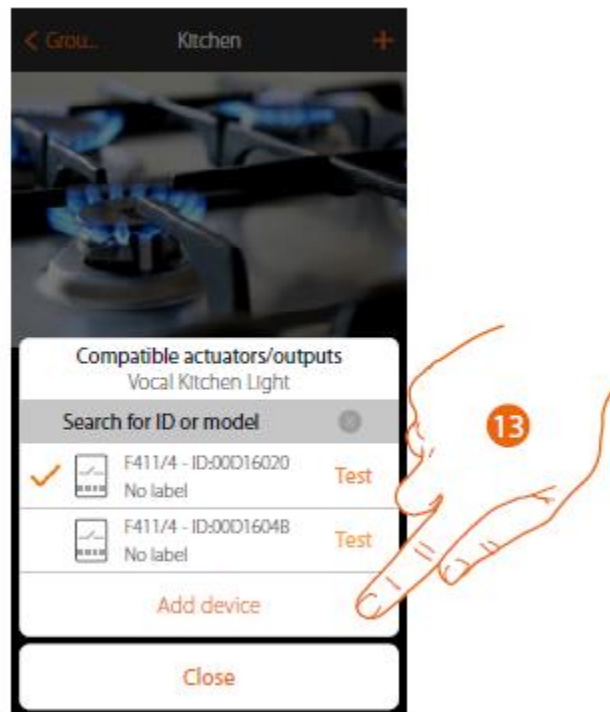 < Grou... Kitchen +
Compatible actuators/outputs
Vocal Kitchen Light
Search for ID or model
F411/4 - ID:00D16020
No label
Test
F411/4 - ID:00D1604B
No label
Test
Add device
Close
13